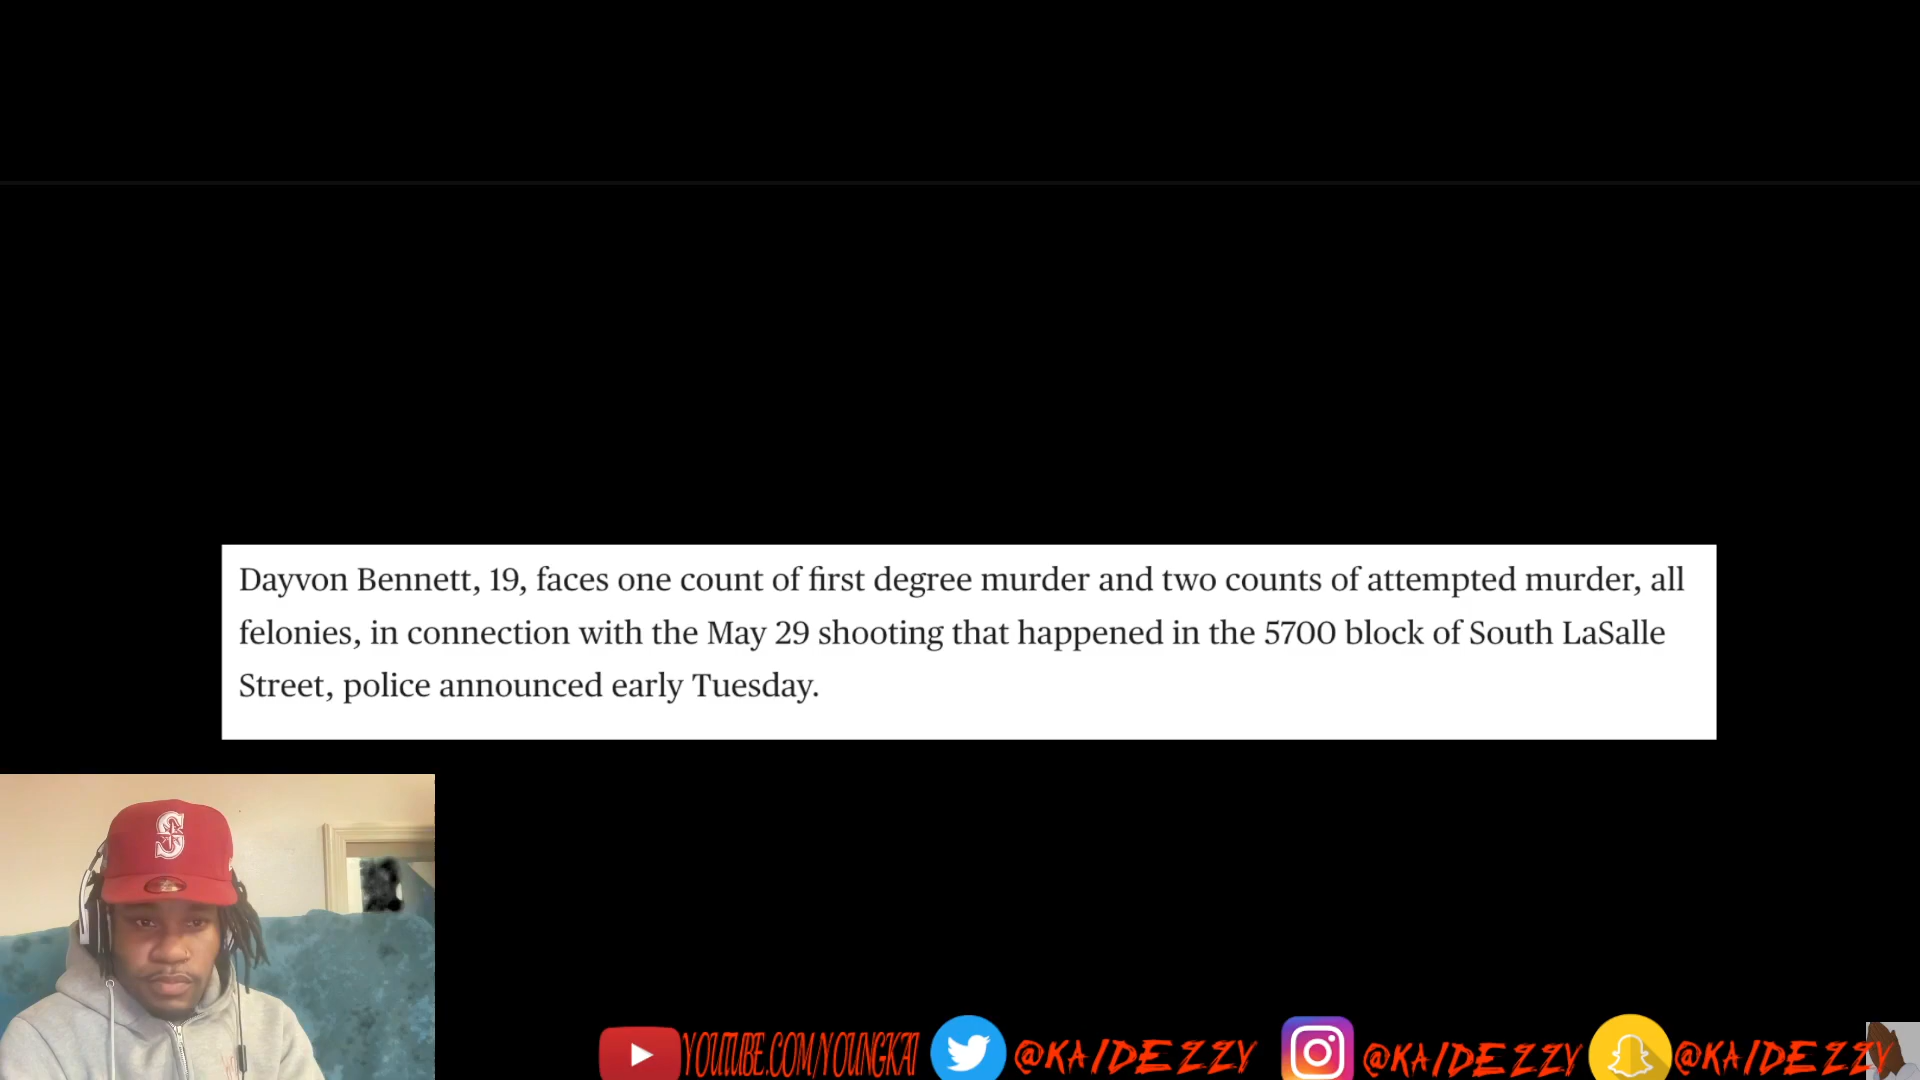 Dayvon Bennett, 19, faces one count of first degree murder and two counts of attempted murder, all
felonies, in connection with the May 29 shooting that happened in the 5700 block of South LaSalle
Street, police announced early Tuesday.
S
YOUTUBE.COM/YOUNGKAI @KAIDEZZY @KAIDEZZY @KAIDEZZY